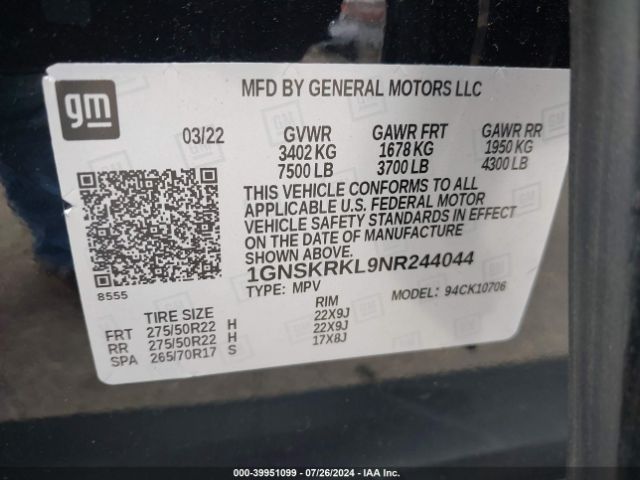 gm
MFD BY GENERAL MOTORS LLC
03/22 GVWR GAWR FRT GAWR RR
3402 KG 1678 KG 1950 KG
7500 LB 3700 LB 4300 LB
THIS VEHICLE CONFORMS TO ALL
APPLICABLE U.S. FEDERAL MOTOR
VEHICLE SAFETY STANDARDS IN EFFECT
ON THE DATE OF MANUFACTURE
SHOWN ABOVE.
1GNSKRKL9NR244044
8555
TYPE: MPV MODEL: 94CK10706
TIRE SIZE RIM
FRT 275/50R22 H 22X9J
RR 275/50R22 H 22X9J
SPA 265/70R17 S 17X8J
000-39951099 - 07/26/2024 - IAA Inc.